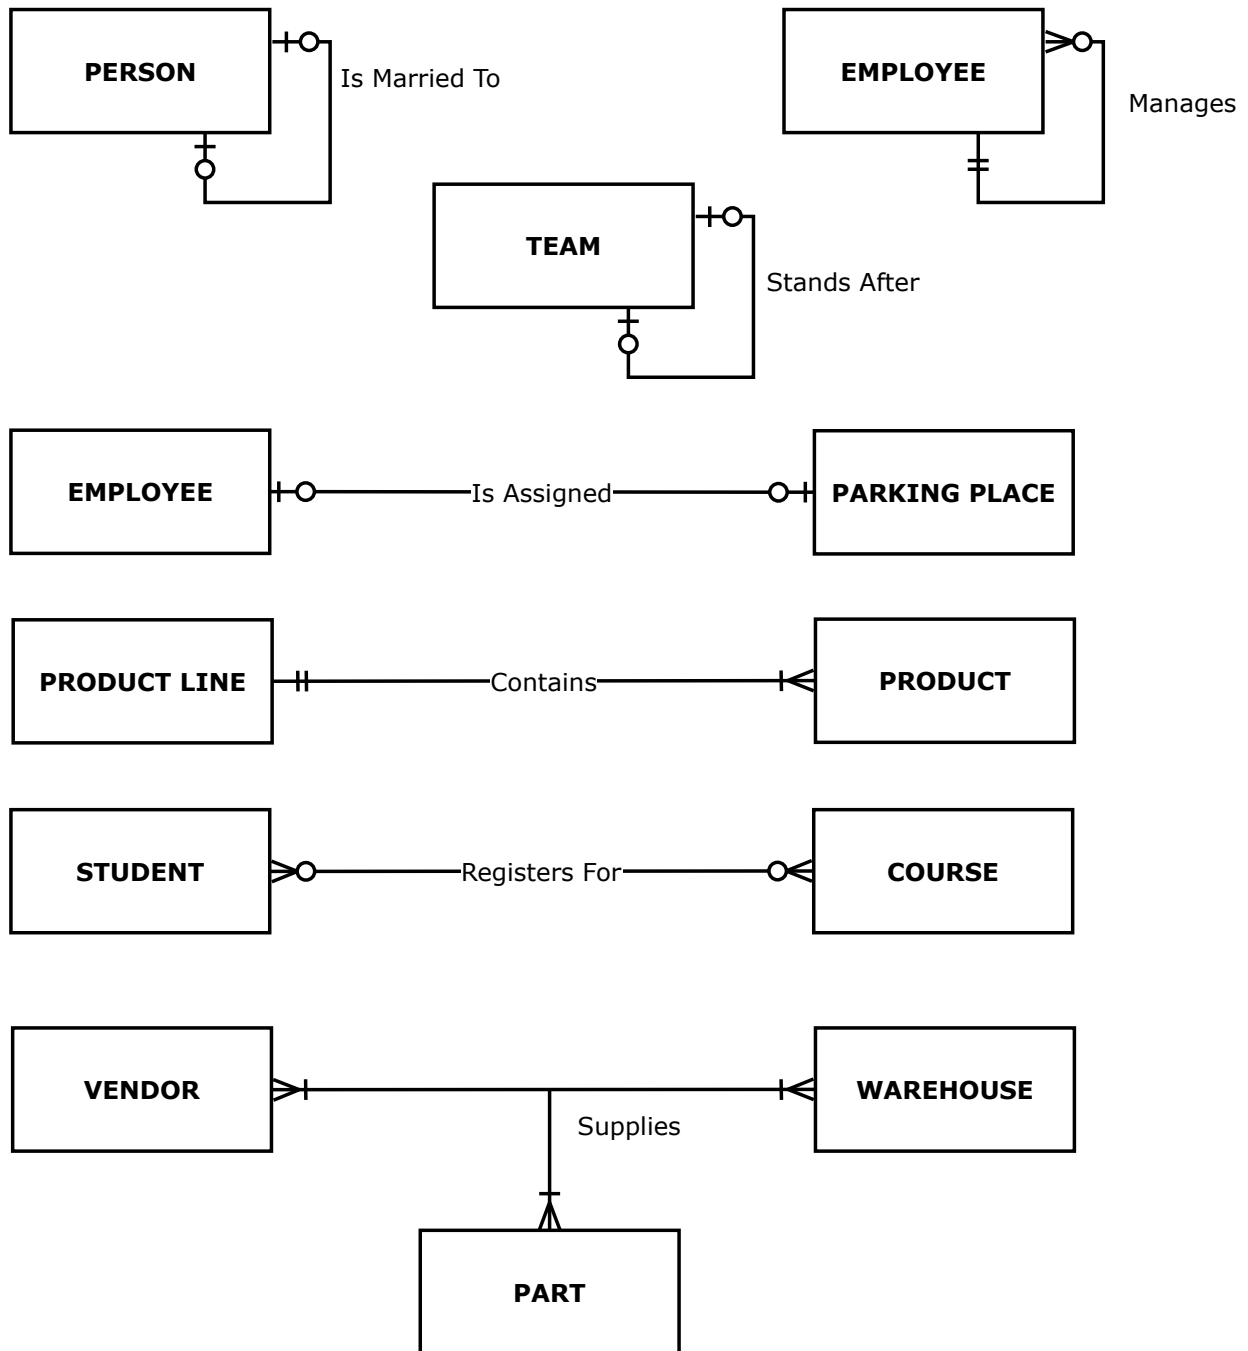 PERSON
Is Married To
EMPLOYEE
Manages
TEAM
Stands After
EMPLOYEE
Is Assigned
PARKING PLACE
PRODUCT LINE
Contains
PRODUCT
STUDENT
Registers For
COURSE
VENDOR
Supplies
WAREHOUSE
PART